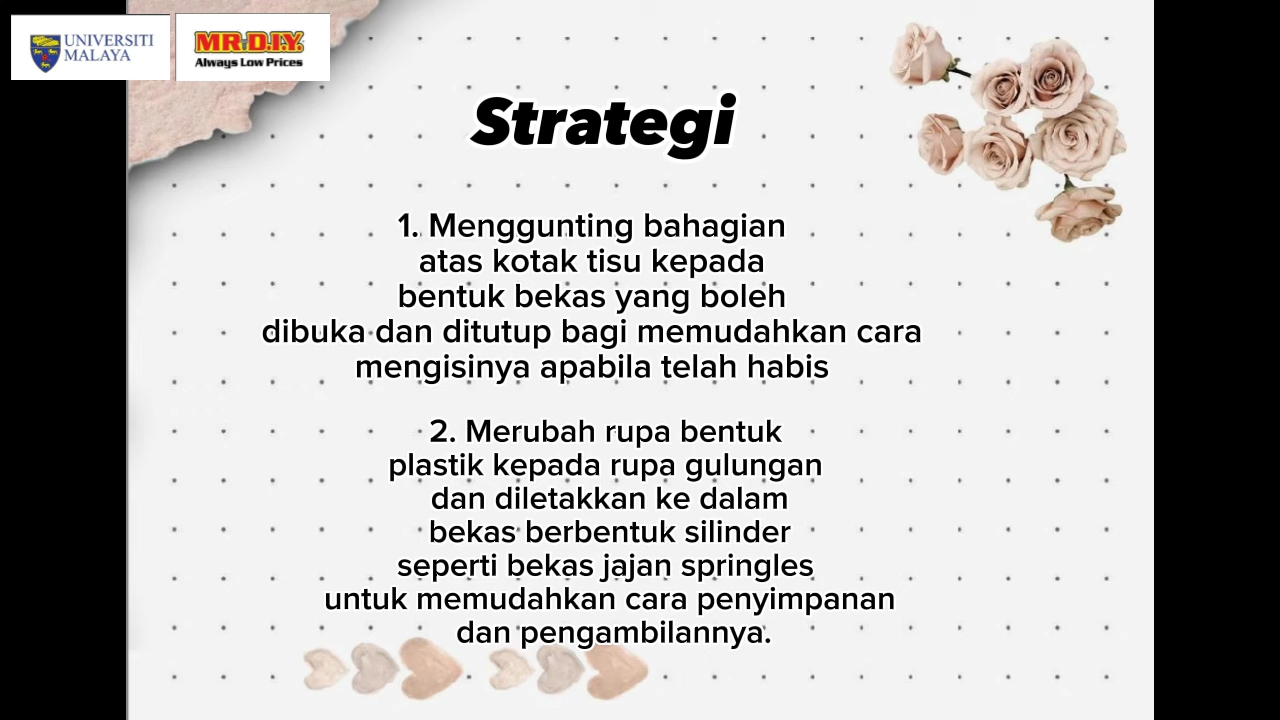 UNIVERSITI
MALAYA
MR.D.I.Y.
Always Low Prices
Strategi
1. Menggunting bahagian
atas kotak tisu kepada
bentuk bekas yang boleh
dibuka dan ditutup bagi memudahkan cara
mengisinya apabila telah habis
2. Merubah rupa bentuk
plastik kepada rupa gulungan
dan diletakkan ke dalam
bekas berbentuk silinder
seperti bekas jajan springles
untuk memudahkan cara penyimpanan
dan pengambilannya.